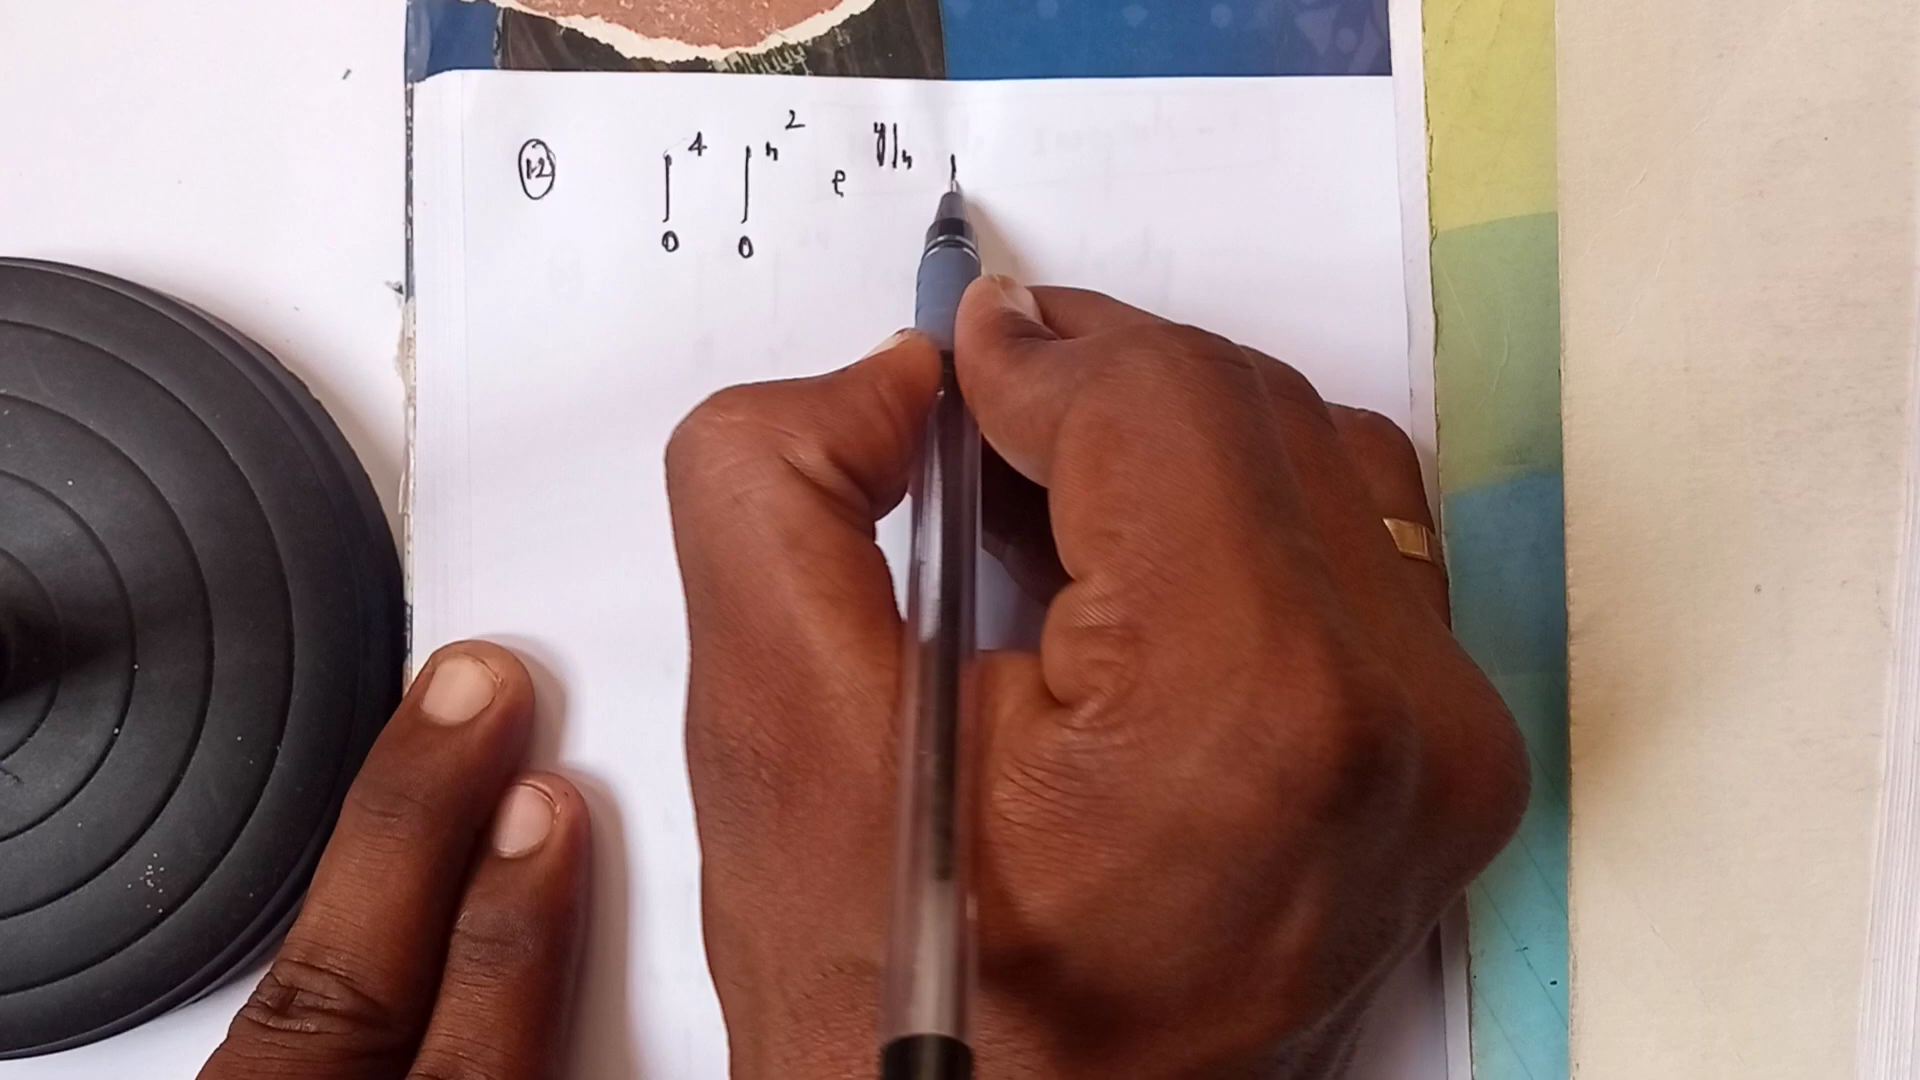 (12) ∫₀⁴ ∫₀^{x²} e^{y/x}